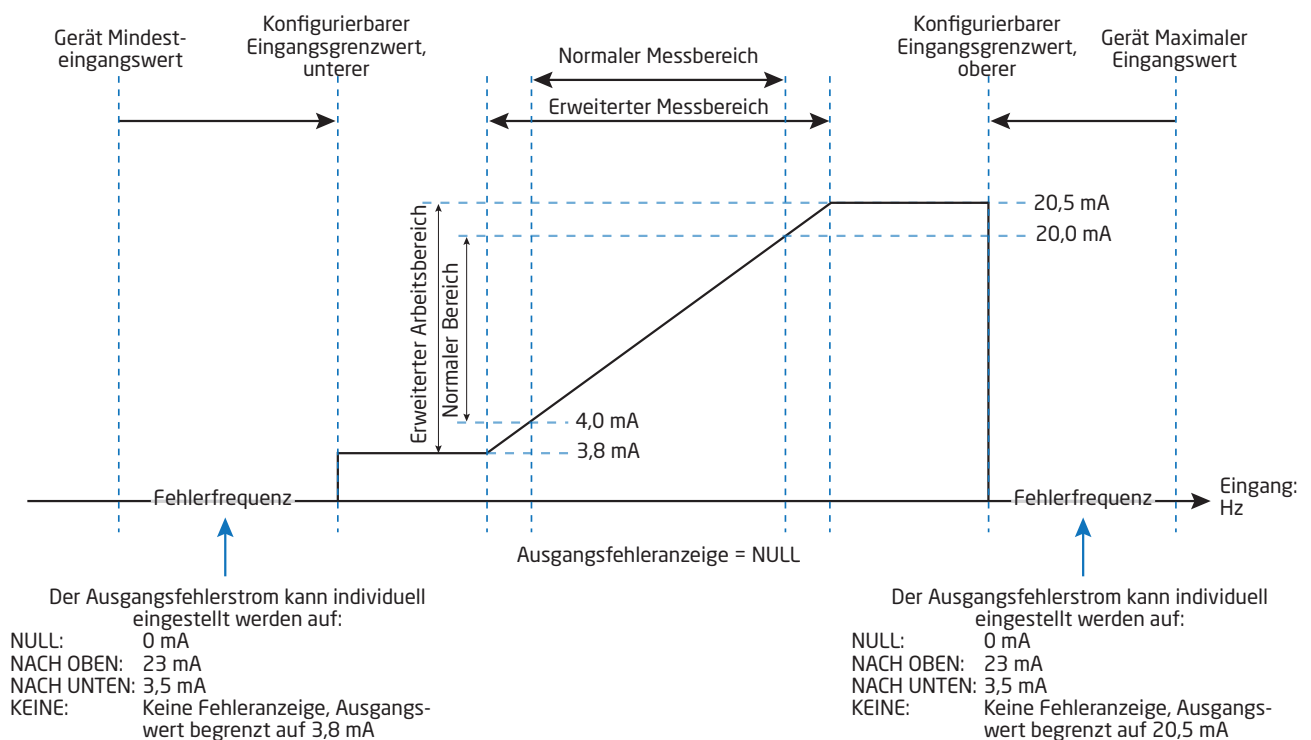 Gerät Mindest-
eingangswert
Konfigurierbarer
Eingangsgrenzwert,
unterer
Normaler Messbereich
Erweiterter Messbereich
Konfigurierbarer
Eingangsgrenzwert,
oberer
Gerät Maximaler
Eingangswert
Erweiterter Arbeitsbereich
Normaler Bereich
20,5 mA
20,0 mA
4,0 mA
3,8 mA
Fehlerfrequenz
Fehlerfrequenz
Eingang:
Hz
Ausgangsfehleranzeige = NULL
Der Ausgangsfehlerstrom kann individuell
eingestellt werden auf:
NULL: 0 mA
NACH OBEN: 23 mA
NACH UNTEN: 3,5 mA
KEINE: Keine Fehleranzeige, Ausgangs-
wert begrenzt auf 3,8 mA
Der Ausgangsfehlerstrom kann individuell
eingestellt werden auf:
NULL: 0 mA
NACH OBEN: 23 mA
NACH UNTEN: 3,5 mA
KEINE: Keine Fehleranzeige, Ausgangs-
wert begrenzt auf 20,5 mA